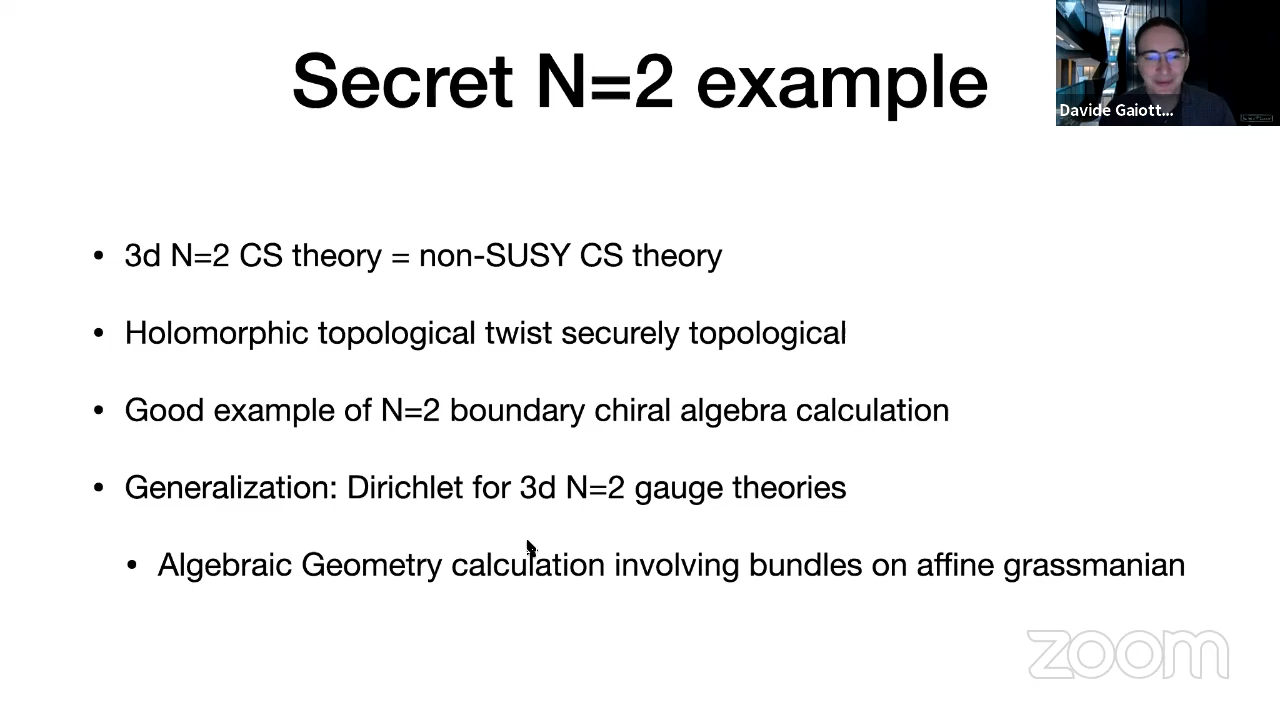 Secret N=2 example
Davide Gaiott...
• 3d N=2 CS theory = non-SUSY CS theory
• Holomorphic topological twist securely topological
• Good example of N=2 boundary chiral algebra calculation
• Generalization: Dirichlet for 3d N=2 gauge theories
• Algebraic Geometry calculation involving bundles on affine grassmanian
zoom